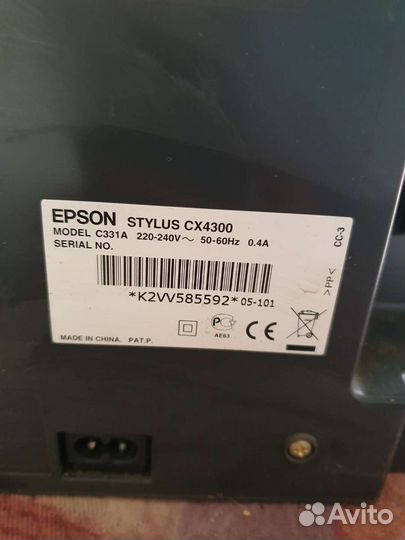 EPSON STYLUS CX4300
MODEL C331A 220-240V~ 50-60Hz 0.4A
SERIAL NO.
*K2VV585592* 05-101
MADE IN CHINA. PAT.P.
РСТ
AE63
CE
CC-3
>PP<
Avito